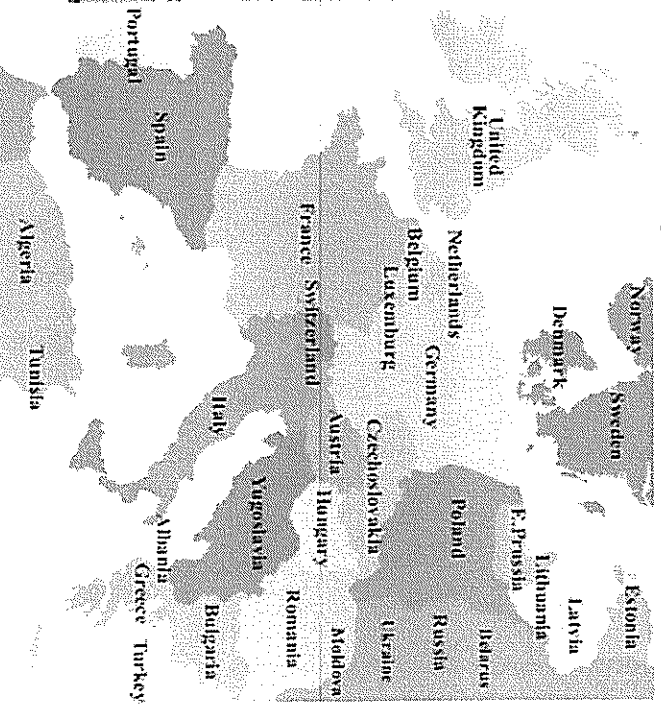 Norway
Estonia
Sweden
Latvia
Denmark
Lithuania
E. Prussia
United
Kingdom
Belarus
Netherlands
Poland
Russia
Germany
Belgium
Luxemburg
Ukraine
Czechoslovakia
Austria
Moldova
Hungary
France
Switzerland
Romania
Yugoslavia
Italy
Bulgaria
Spain
Albania
Greece
Turkey
Portugal
Tunisia
Algeria